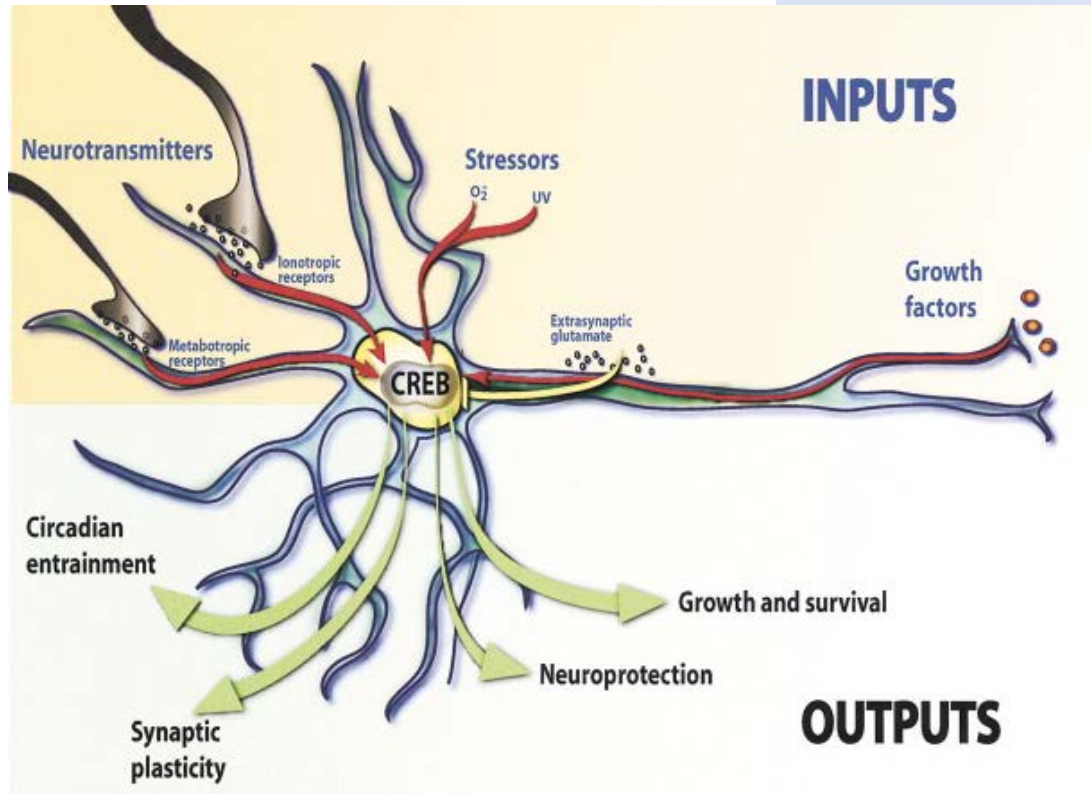 INPUTS
Neurotransmitters
Stressors
O₂⁻
UV
Ionotropic
receptors
Growth
factors
Extrasynaptic
glutamate
Metabotropic
receptors
CREB
Circadian
entrainment
Growth and survival
Neuroprotection
Synaptic
plasticity
OUTPUTS